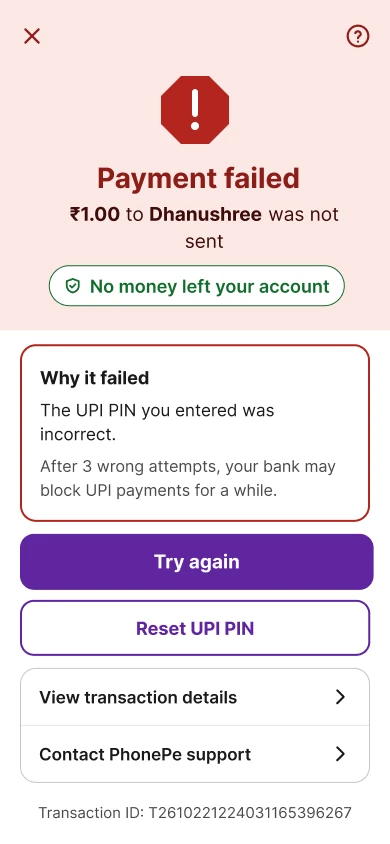 Payment failed
₹1.00 to Dhanushree was not
sent
No money left your account
Why it failed
The UPI PIN you entered was
incorrect.
After 3 wrong attempts, your bank may
block UPI payments for a while.
Try again
Reset UPI PIN
View transaction details
Contact PhonePe support
Transaction ID: T2610221224031165396267